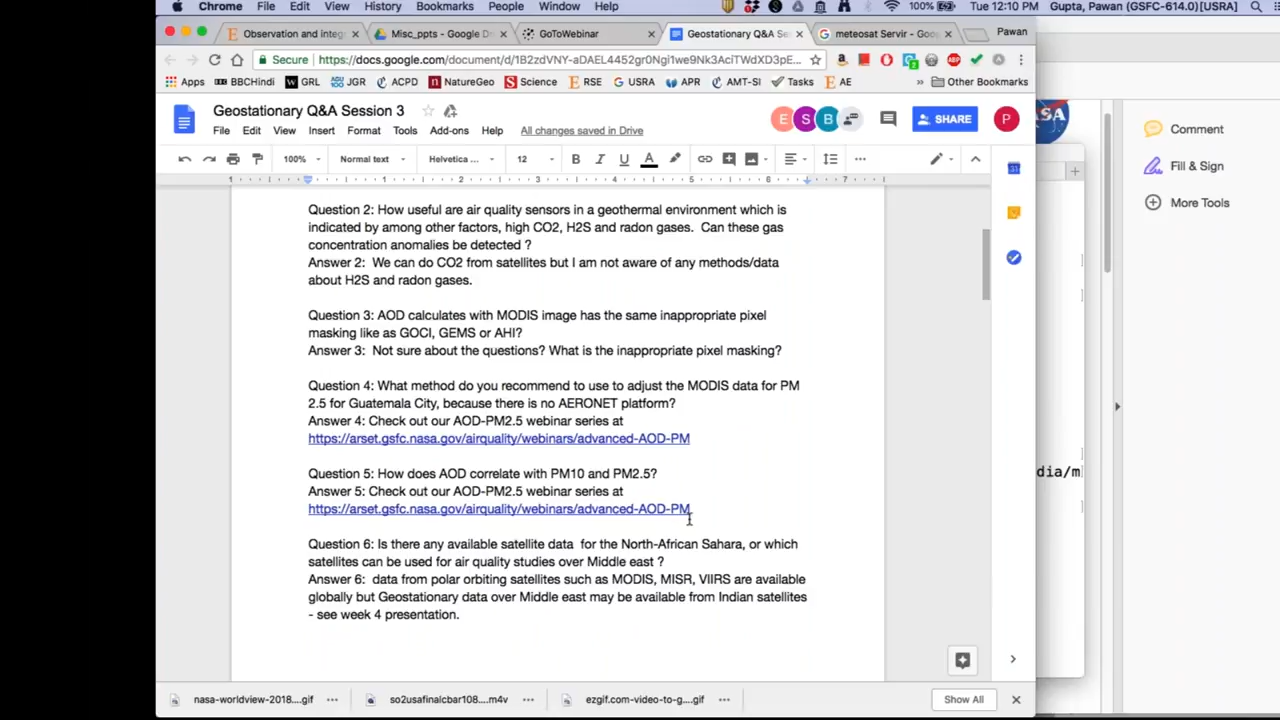 Chrome File Edit View History Bookmarks People Window Help 100% Tue 12:10 PM Gupta, Pawan (GSFC-614.0)[USRA]
Observation and integ Misc_ppts - Google D GoToWebinar Geostationary Q&A Se meteosat Servir - Goo Pawan
Secure https://docs.google.com/document/d/1B2zdVNY-aDAEL4452gr0Ngi1we9Nk3AciTWdXD3pE...
Apps BBCHindi WGRL JGR ACPD NatureGeo Science RSE USRA APR AMT-SI Tasks AE » Other Bookmarks
Geostationary Q&A Session 3
File Edit View Insert Format Tools Add-ons Help All changes saved in Drive
E S B SHARE P
100% Normal text Helvetica ... 12 B I U A
1 1 2 3 4 5 6 7
Question 2: How useful are air quality sensors in a geothermal environment which is
indicated by among other factors, high CO2, H2S and radon gases. Can these gas
concentration anomalies be detected ?
Answer 2: We can do CO2 from satellites but I am not aware of any methods/data
about H2S and radon gases.
Question 3: AOD calculates with MODIS image has the same inappropriate pixel
masking like as GOCI, GEMS or AHI?
Answer 3: Not sure about the questions? What is the inappropriate pixel masking?
Question 4: What method do you recommend to use to adjust the MODIS data for PM
2.5 for Guatemala City, because there is no AERONET platform?
Answer 4: Check out our AOD-PM2.5 webinar series at
https://arset.gsfc.nasa.gov/airquality/webinars/advanced-AOD-PM
Question 5: How does AOD correlate with PM10 and PM2.5?
Answer 5: Check out our AOD-PM2.5 webinar series at
https://arset.gsfc.nasa.gov/airquality/webinars/advanced-AOD-PM
Question 6: Is there any available satellite data for the North-African Sahara, or which
satellites can be used for air quality studies over Middle east ?
Answer 6: data from polar orbiting satellites such as MODIS, MISR, VIIRS are available
globally but Geostationary data over Middle east may be available from Indian satellites
- see week 4 presentation.
nasa-worldview-2018....gif so2usafinalcbar108...m4v ezgif.com-video-to-g....gif Show All
Comment
Fill & Sign
More Tools
dia/m